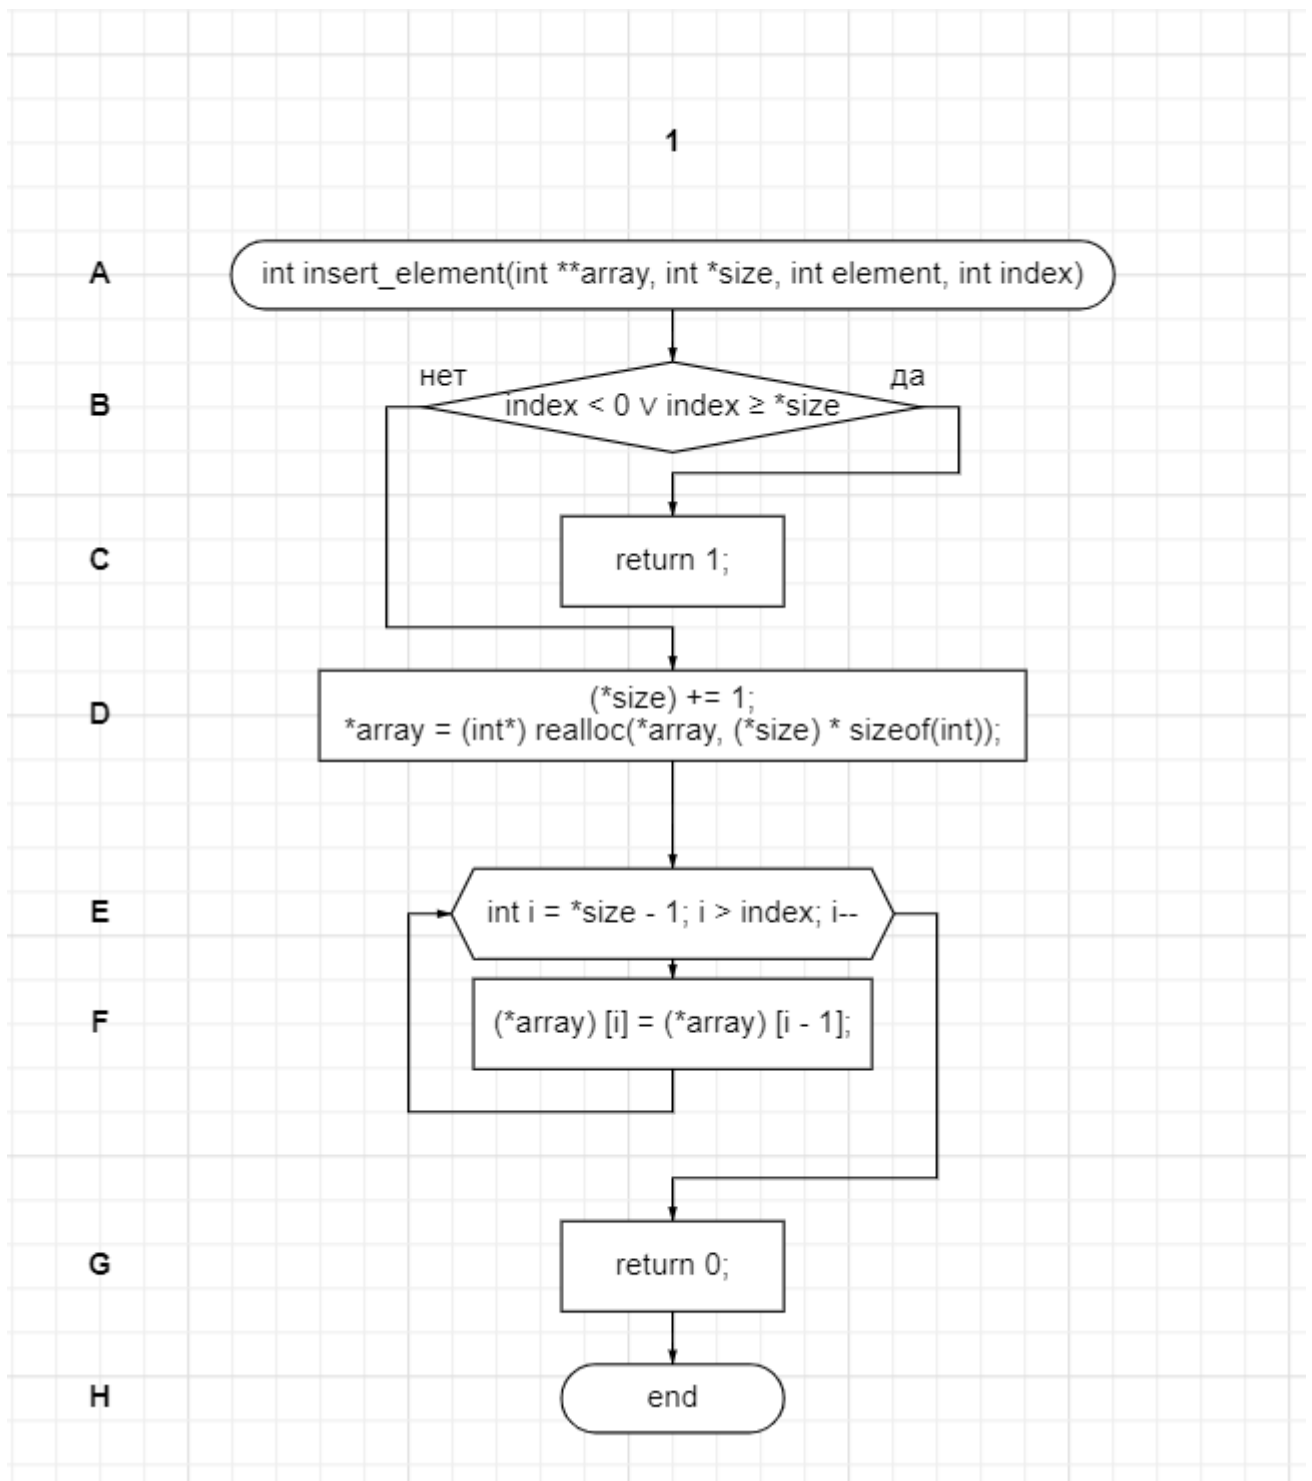 1
A
int insert_element(int **array, int *size, int element, int index)
нет
да
B
index < 0 ∨ index ≥ *size
C
return 1;
D
(*size) += 1;
*array = (int*) realloc(*array, (*size) * sizeof(int));
E
int i = *size - 1; i > index; i--
F
(*array) [i] = (*array) [i - 1];
G
return 0;
H
end